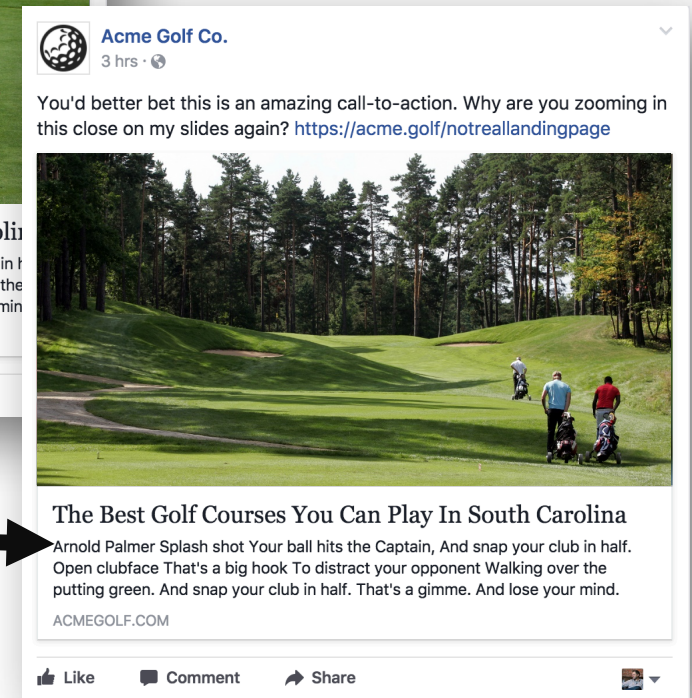 Acme Golf Co.
3 hrs ·
You'd better bet this is an amazing call-to-action. Why are you zooming in
this close on my slides again? https://acme.golf/notreallandingpage
The Best Golf Courses You Can Play In South Carolina
Arnold Palmer Splash shot Your ball hits the Captain, And snap your club in half.
Open clubface That's a big hook To distract your opponent Walking over the
putting green. And snap your club in half. That's a gimme. And lose your mind.
ACMEGOLF.COM
Like Comment Share